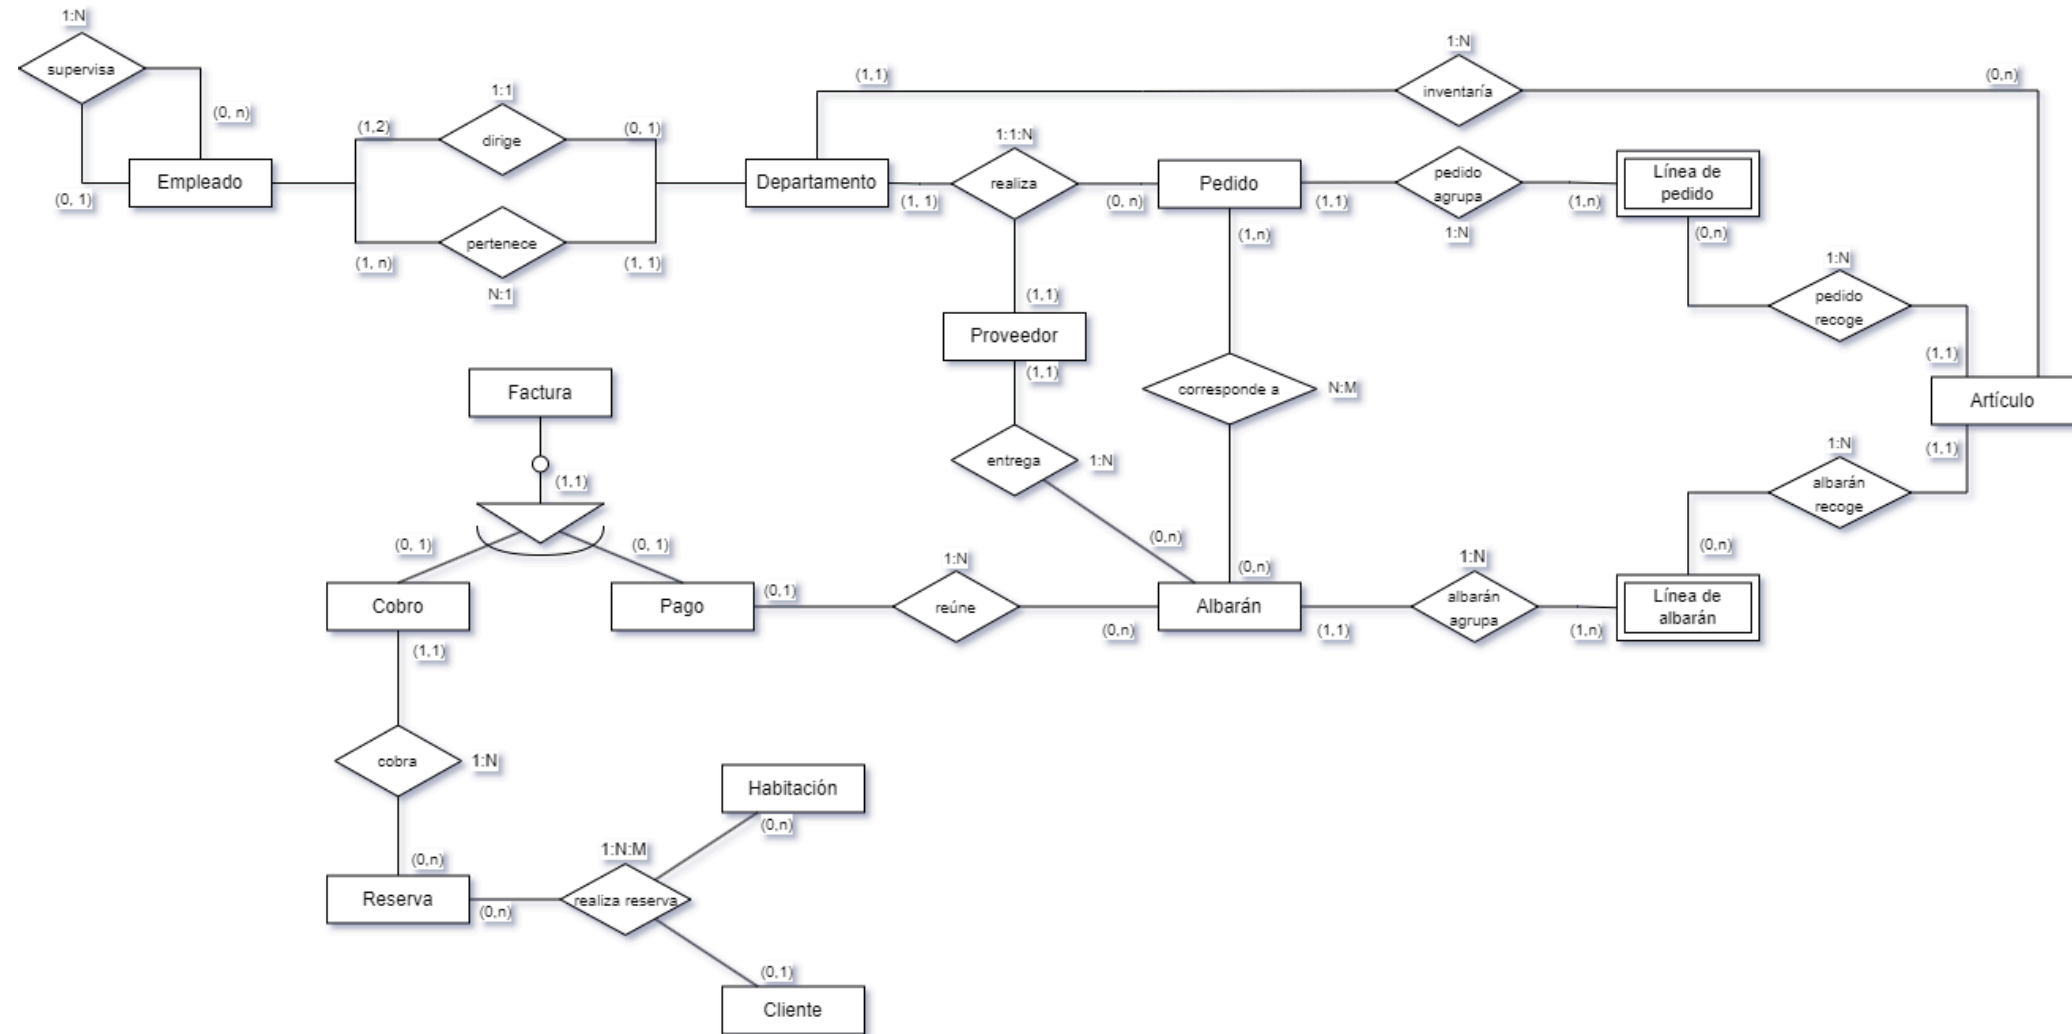 1:N
supervisa
(0, n)
(0, 1)
Empleado
1:1
(1,2)
dirige
(0, 1)
pertenece
(1, n)
(1, 1)
N:1
Departamento
(1,1)
1:N
inventaría
(0,n)
1:1:N
realiza
(1, 1)
(0, n)
Pedido
(1,1)
pedido
agrupa
1:N
(1,n)
Línea de
pedido
(0,n)
(1,n)
1:N
pedido
recoge
(1,1)
(1,1)
Proveedor
(1,1)
corresponde a
N:M
Artículo
(1,1)
Factura
(1,1)
entrega
1:N
1:N
albarán
recoge
(0, 1)
(0, 1)
(0,n)
(0,n)
(0,n)
Cobro
Pago
(0,1)
1:N
reúne
(0,n)
Albarán
(1,1)
1:N
albarán
agrupa
(1,n)
Línea de
albarán
(1,1)
cobra
1:N
(0,n)
Habitación
(0,n)
1:N:M
Reserva
(0,n)
realiza reserva
(0,1)
Cliente